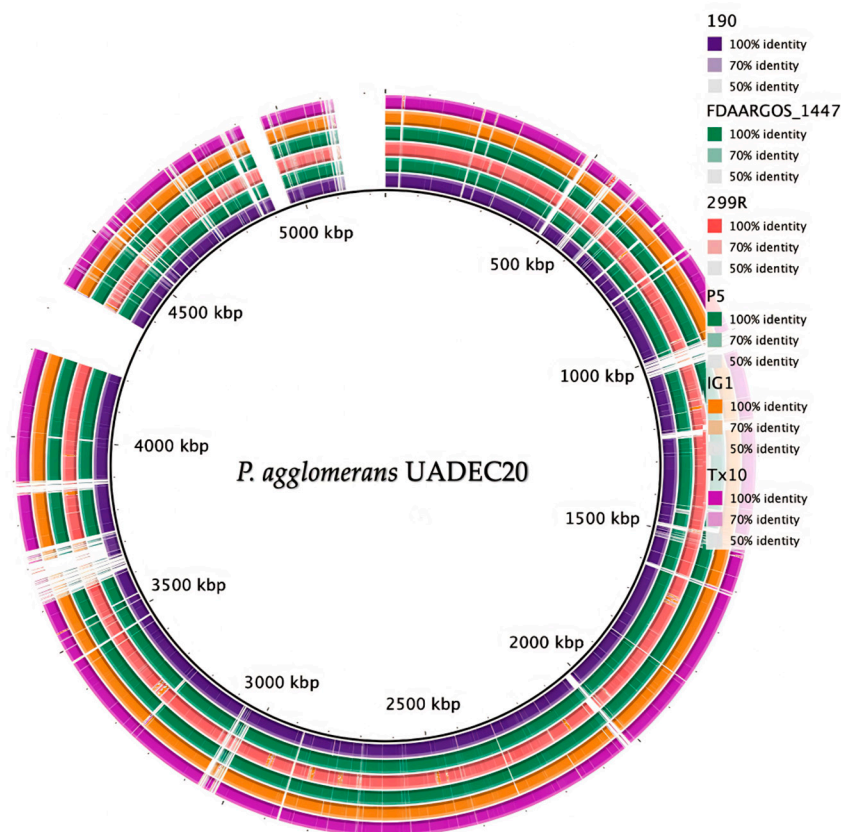 190
100% identity
70% identity
50% identity
FDAARGOS_1447
100% identity
70% identity
50% identity
299R
100% identity
70% identity
50% identity
P5
100% identity
70% identity
50% identity
IG1
100% identity
70% identity
50% identity
Tx10
100% identity
70% identity
50% identity
5000 kbp
500 kbp
4500 kbp
1000 kbp
4000 kbp
P. agglomerans UADEC20
1500 kbp
3500 kbp
2000 kbp
3000 kbp
2500 kbp